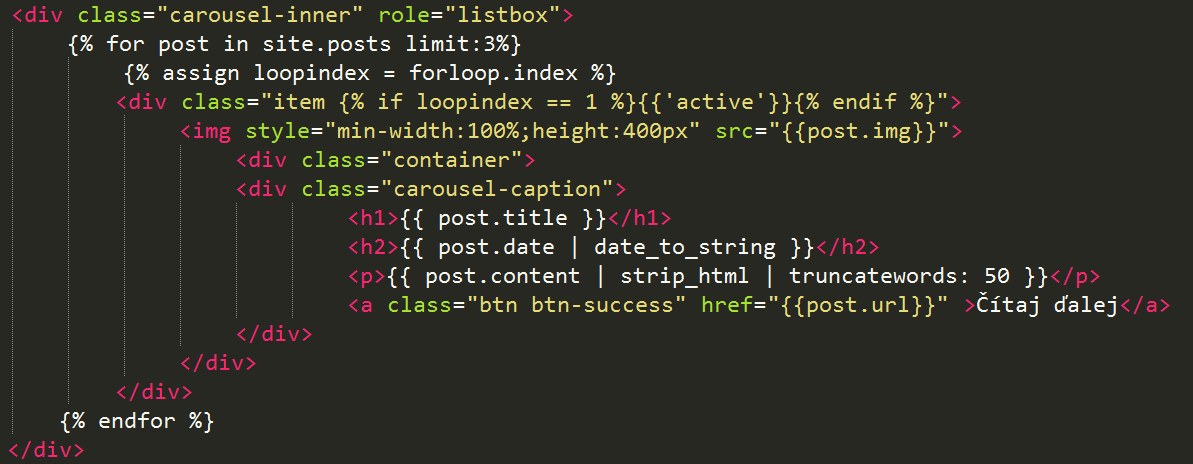 <div class="carousel-inner" role="listbox">
{% for post in site.posts limit:3%}
{% assign loopindex = forloop.index %}
<div class="item {% if loopindex == 1 %}{{'active'}}{% endif %}">
<img style="min-width:100%;height:400px" src="{{post.img}}">
<div class="container">
<div class="carousel-caption">
<h1>{{ post.title }}</h1>
<h2>{{ post.date | date_to_string }}</h2>
<p>{{ post.content | strip_html | truncatewords: 50 }}</p>
<a class="btn btn-success" href="{{post.url}}" >Čítaj ďalej</a>
</div>
</div>
</div>
{% endfor %}
</div>